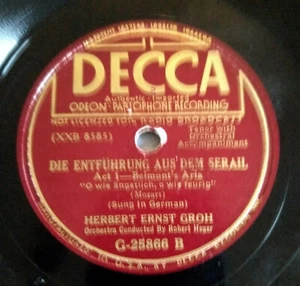 DECCA
Authentic imported
ODEON-PARLOPHONE RECORDING
NOT LICENSED FOR RADIO BROADCAST
(XXB 8585)
Tenor with
Orchestral
Accompaniment
DIE ENTFÜHRUNG AUS DEM SERAIL
Act 1—Belmont's Aria
"O wie ängstlich, o wie feurig"
(Mozart)
(Sung in German)
HERBERT ERNST GROH
Orchestra Conducted By Robert Heger
G-25866 B